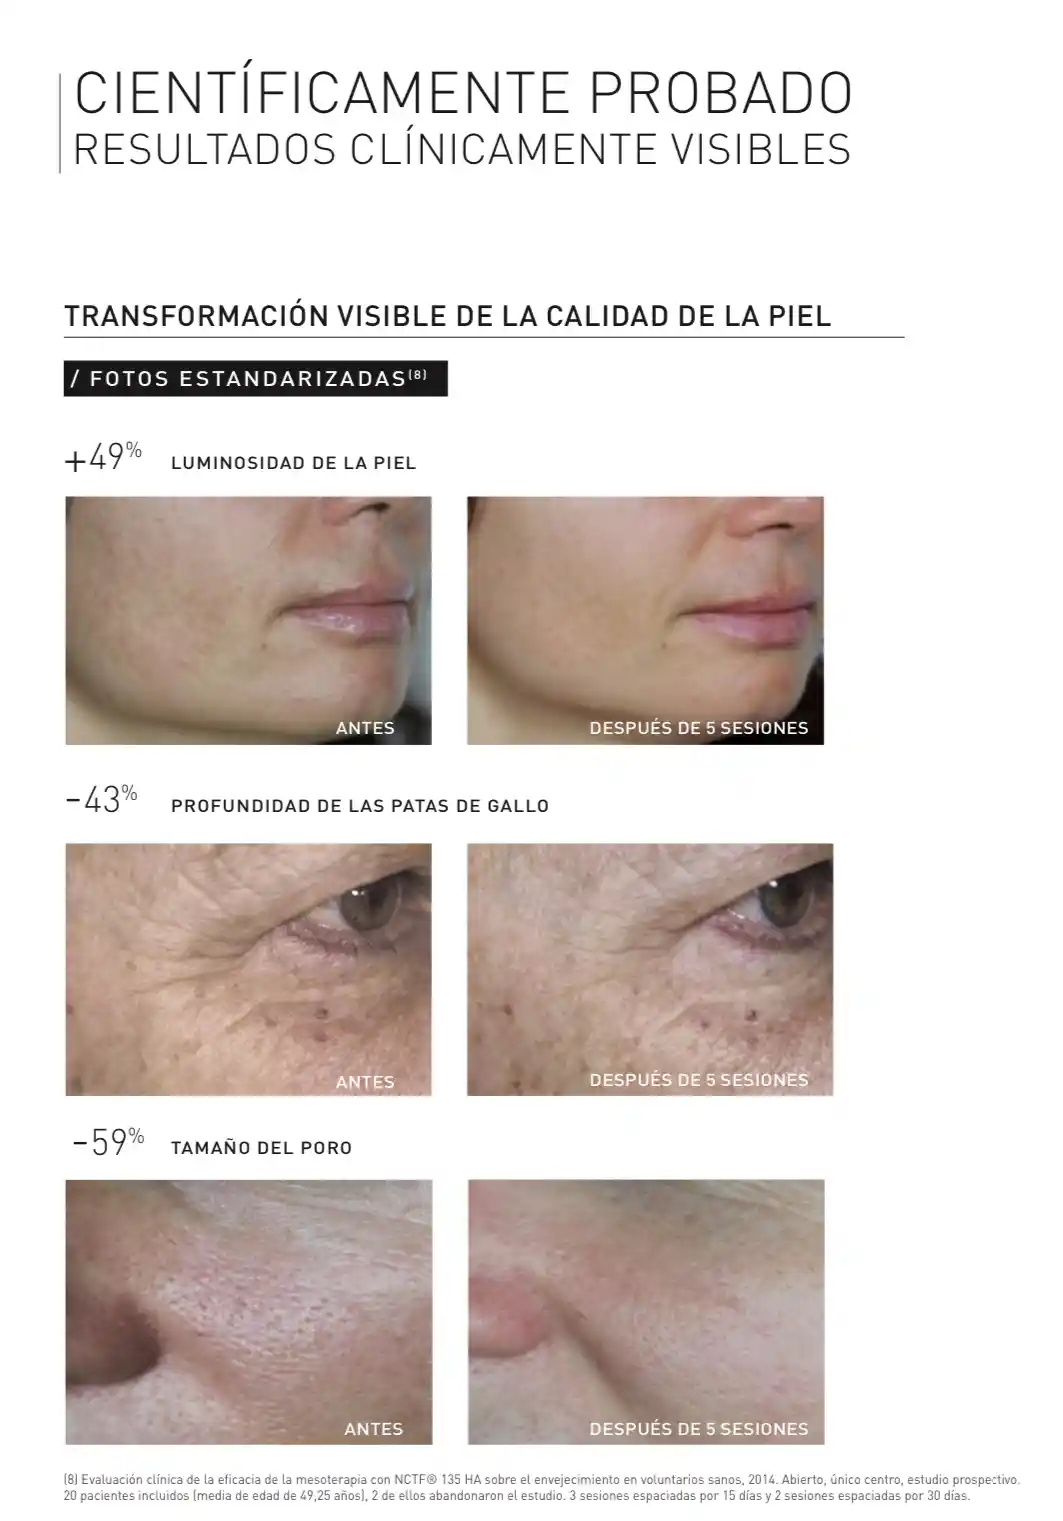 CIENTÍFICAMENTE PROBADO
RESULTADOS CLÍNICAMENTE VISIBLES
TRANSFORMACIÓN VISIBLE DE LA CALIDAD DE LA PIEL
/ FOTOS ESTANDARIZADAS(8)
+49% LUMINOSIDAD DE LA PIEL
ANTES
DESPUÉS DE 5 SESIONES
-43% PROFUNDIDAD DE LAS PATAS DE GALLO
ANTES
DESPUÉS DE 5 SESIONES
-59% TAMAÑO DEL PORO
ANTES
DESPUÉS DE 5 SESIONES
(8) Evaluación clínica de la eficacia de la mesoterapia con NCTF® 135 HA sobre el envejecimiento en voluntarios sanos, 2014. Abierto, único centro, estudio prospectivo.
20 pacientes incluidos (media de edad de 49,25 años), 2 de ellos abandonaron el estudio. 3 sesiones espaciadas por 15 días y 2 sesiones espaciadas por 30 días.